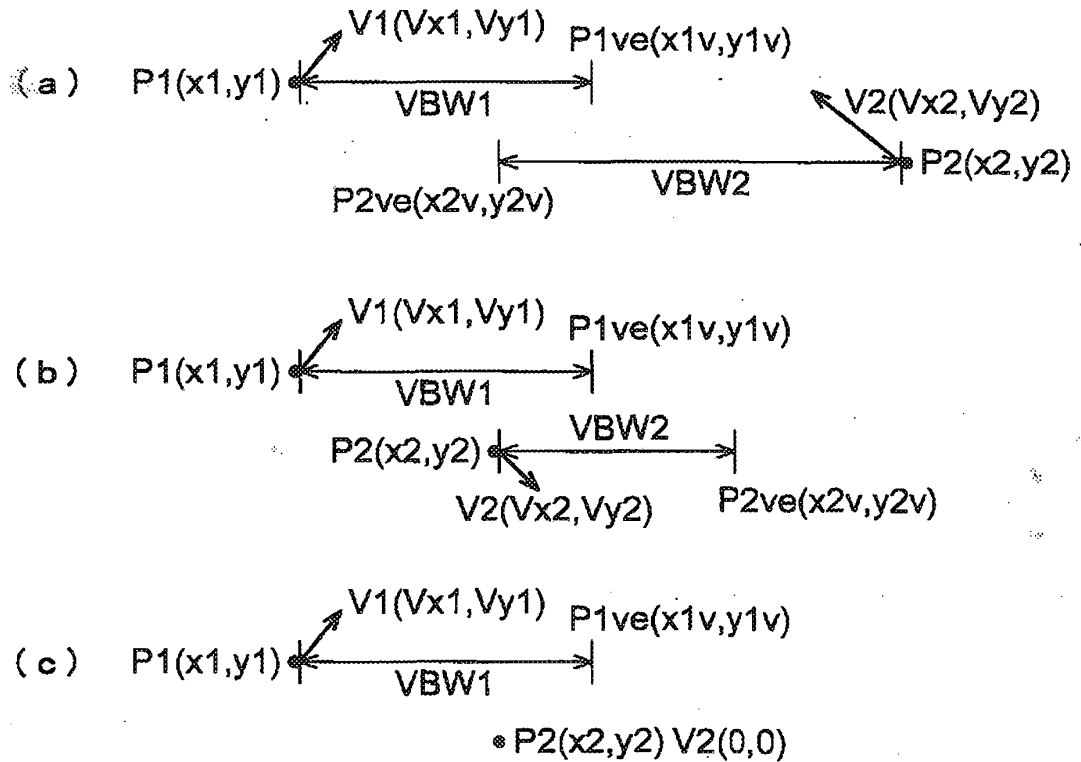 V1(Vx1,Vy1)
P1ve(x1v,y1v)
(a) P1(x1,y1)
VBW1
V2(Vx2,Vy2)
P2(x2,y2)
VBW2
P2ve(x2v,y2v)
V1(Vx1,Vy1)
P1ve(x1v,y1v)
(b) P1(x1,y1)
VBW1
VBW2
P2(x2,y2)
P2ve(x2v,y2v)
V2(Vx2,Vy2)
V1(Vx1,Vy1)
P1ve(x1v,y1v)
(c) P1(x1,y1)
VBW1
P2(x2,y2) V2(0,0)